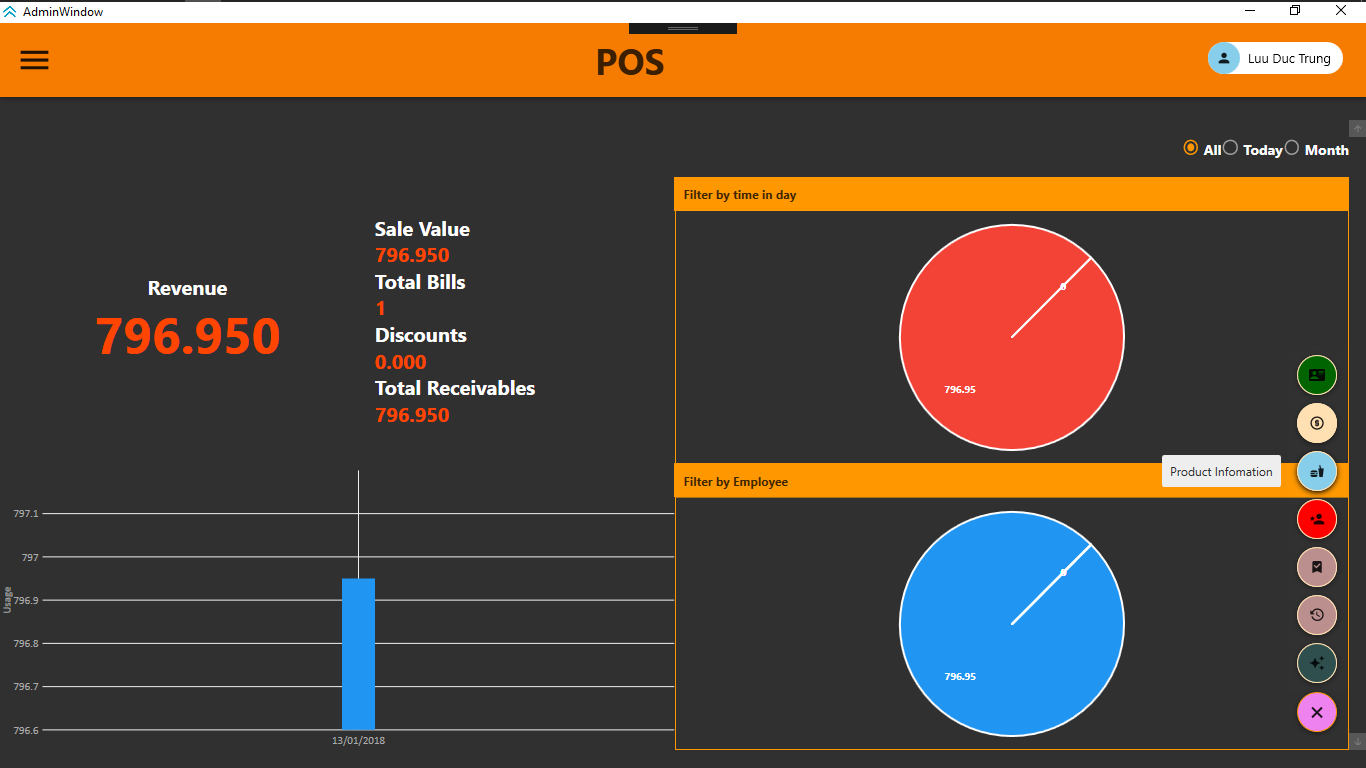 AdminWindow
POS
Luu Duc Trung
All Today Month
Revenue
796.950
Sale Value
796.950
Total Bills
1
Discounts
0.000
Total Receivables
796.950
Filter by time in day
0
796.95
Filter by Employee
Product Infomation
0
796.95
Usage
797.1
797
796.9
796.8
796.7
796.6
13/01/2018